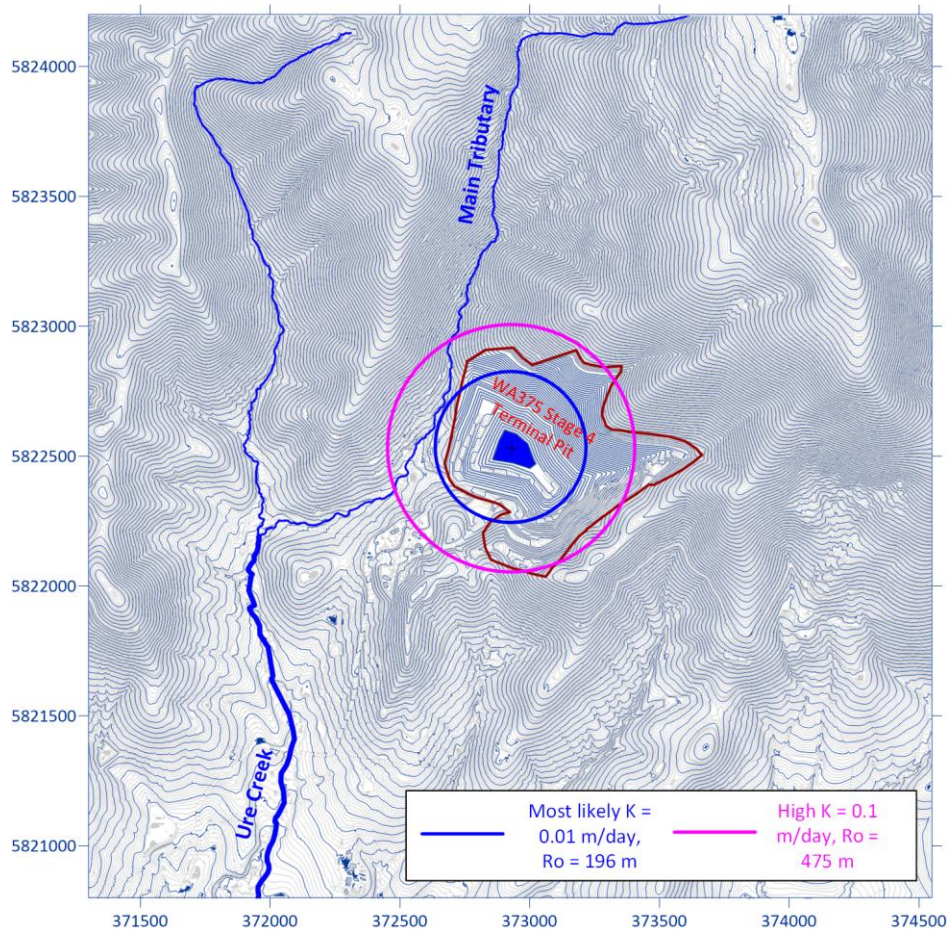 5824000
5823500
5823000
5822500
5822000
5821500
5821000
371500
372000
372500
373000
373500
374000
374500
Main Tributary
WA375 Stage 4
Terminal Pit
Ure Creek
Most likely K =
0.01 m/day,
Ro = 196 m
High K = 0.1
m/day, Ro =
475 m